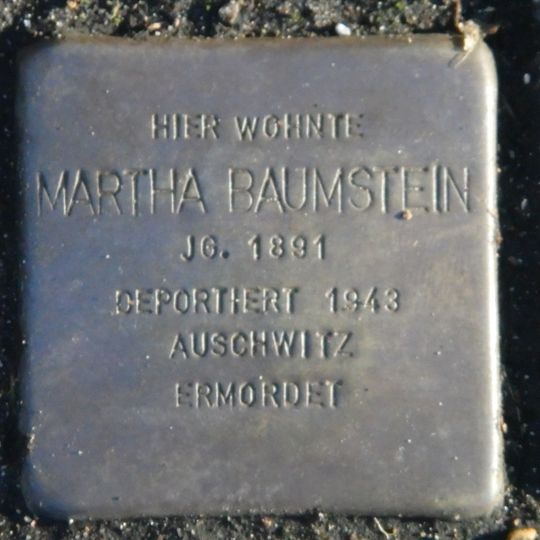 HIER WOHNTE
MARTHA BAUMSTEIN
JG. 1891
DEPORTIERT 1943
AUSCHWITZ
ERMORDET